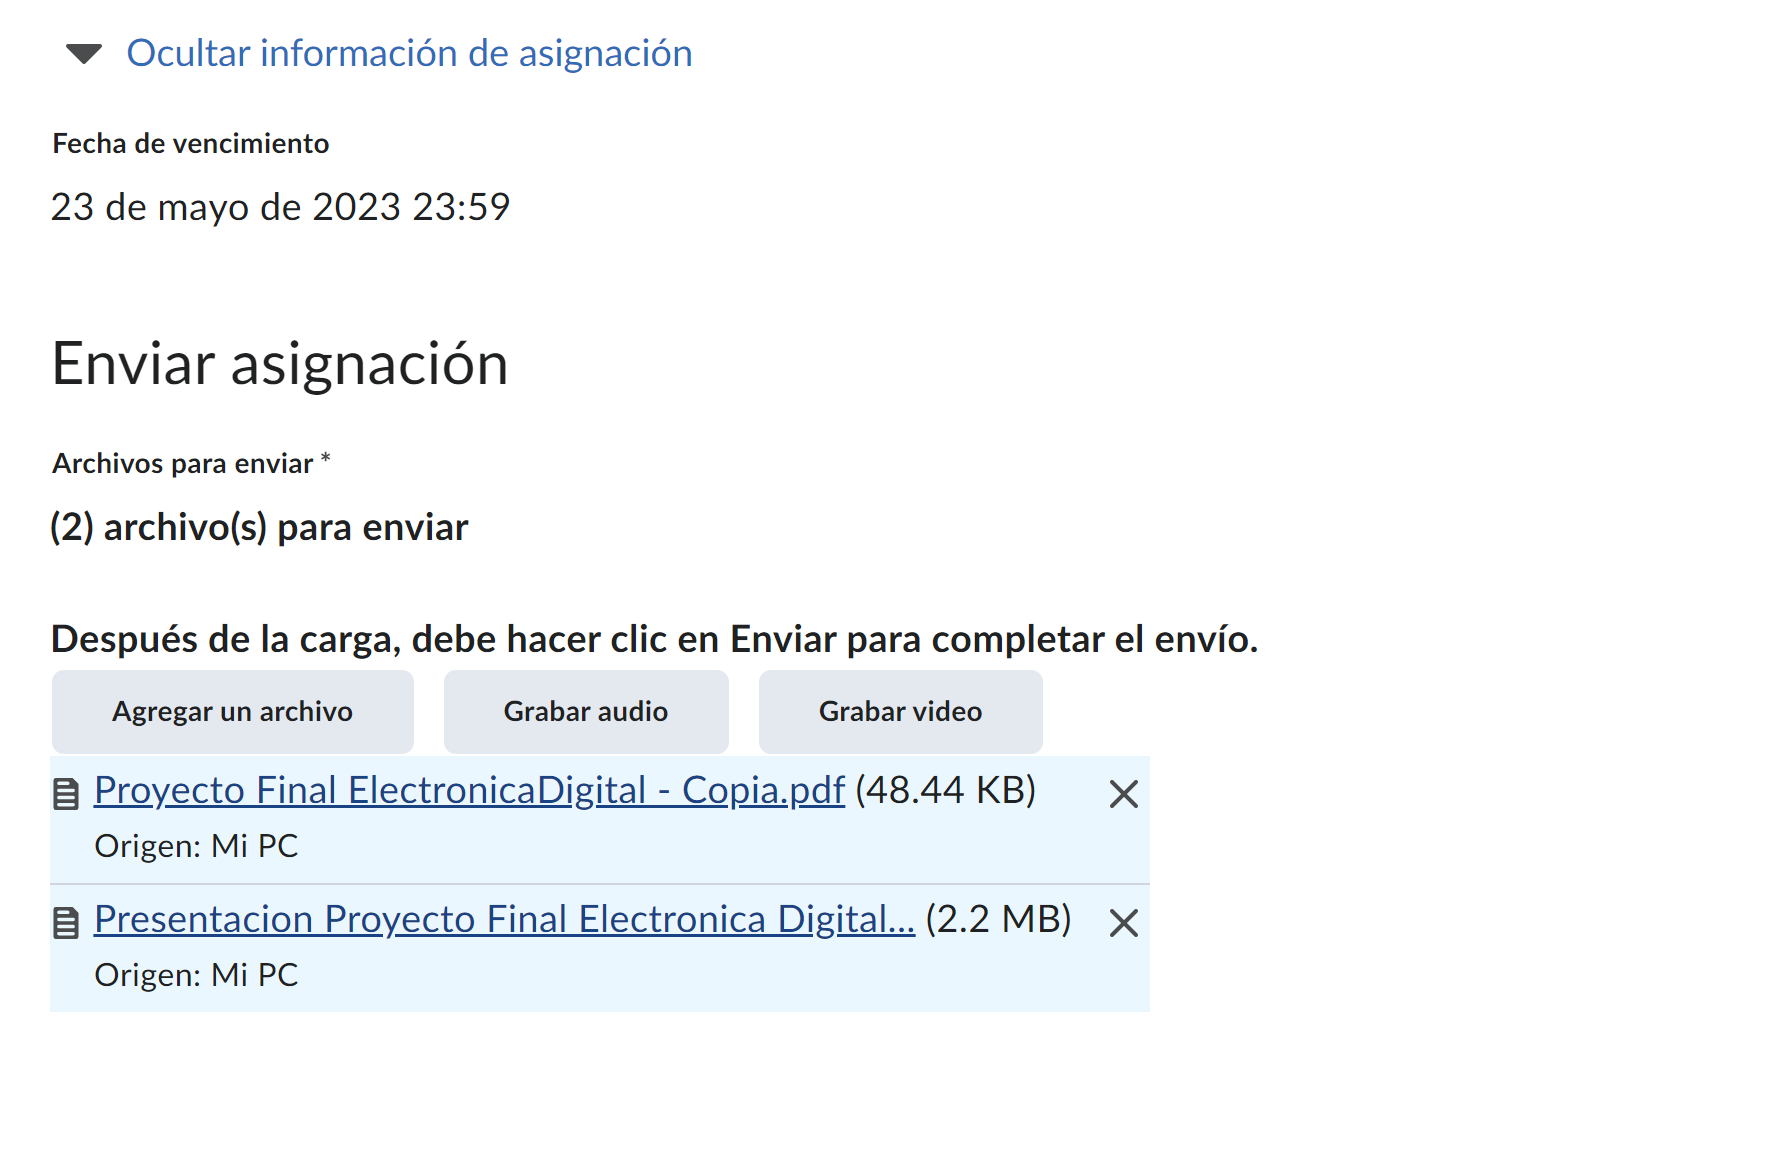 Ocultar información de asignación
Fecha de vencimiento
23 de mayo de 2023 23:59
Enviar asignación
Archivos para enviar *
(2) archivo(s) para enviar
Después de la carga, debe hacer clic en Enviar para completar el envío.
Agregar un archivo Grabar audio Grabar video
Proyecto Final ElectronicaDigital - Copia.pdf (48.44 KB)
Origen: Mi PC
Presentacion Proyecto Final Electronica Digital... (2.2 MB)
Origen: Mi PC